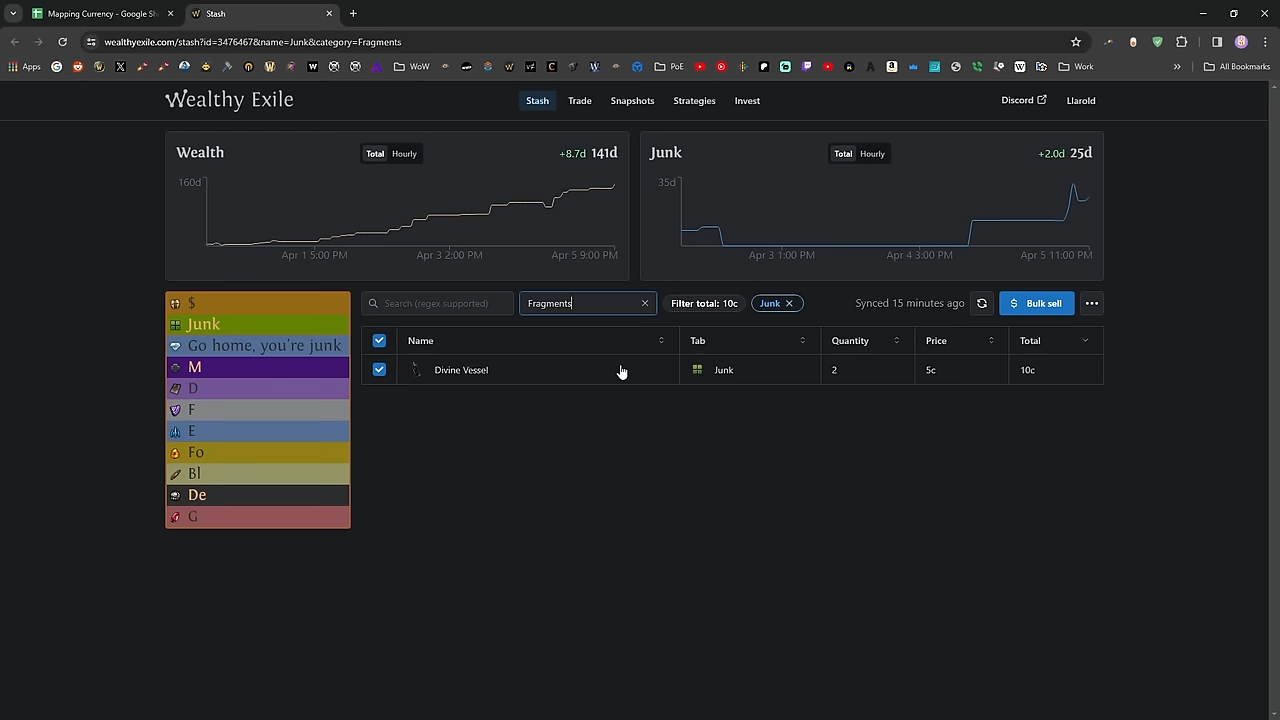 Mapping Currency - Google Sh
Stash
wealthyexile.com/stash?id=3476467&name=Junk&category=Fragments
Apps
WoW
PoE
Work
All Bookmarks
Wealthy Exile
Stash
Trade
Snapshots
Strategies
Invest
Discord
Llarold
Wealth
Total
Hourly
+8.7d 141d
160d
Apr 1 5:00 PM
Apr 3 2:00 PM
Apr 5 9:00 PM
Junk
Total
Hourly
+2.0d 25d
35d
Apr 3 1:00 PM
Apr 4 3:00 PM
Apr 5 11:00 PM
$
Junk
Go home, you're junk
M
D
F
E
Fo
Bl
De
G
Search (regex supported)
Fragments
Filter total: 10c
Junk
Synced 15 minutes ago
$ Bulk sell
Name
Tab
Quantity
Price
Total
Divine Vessel
Junk
2
5c
10c